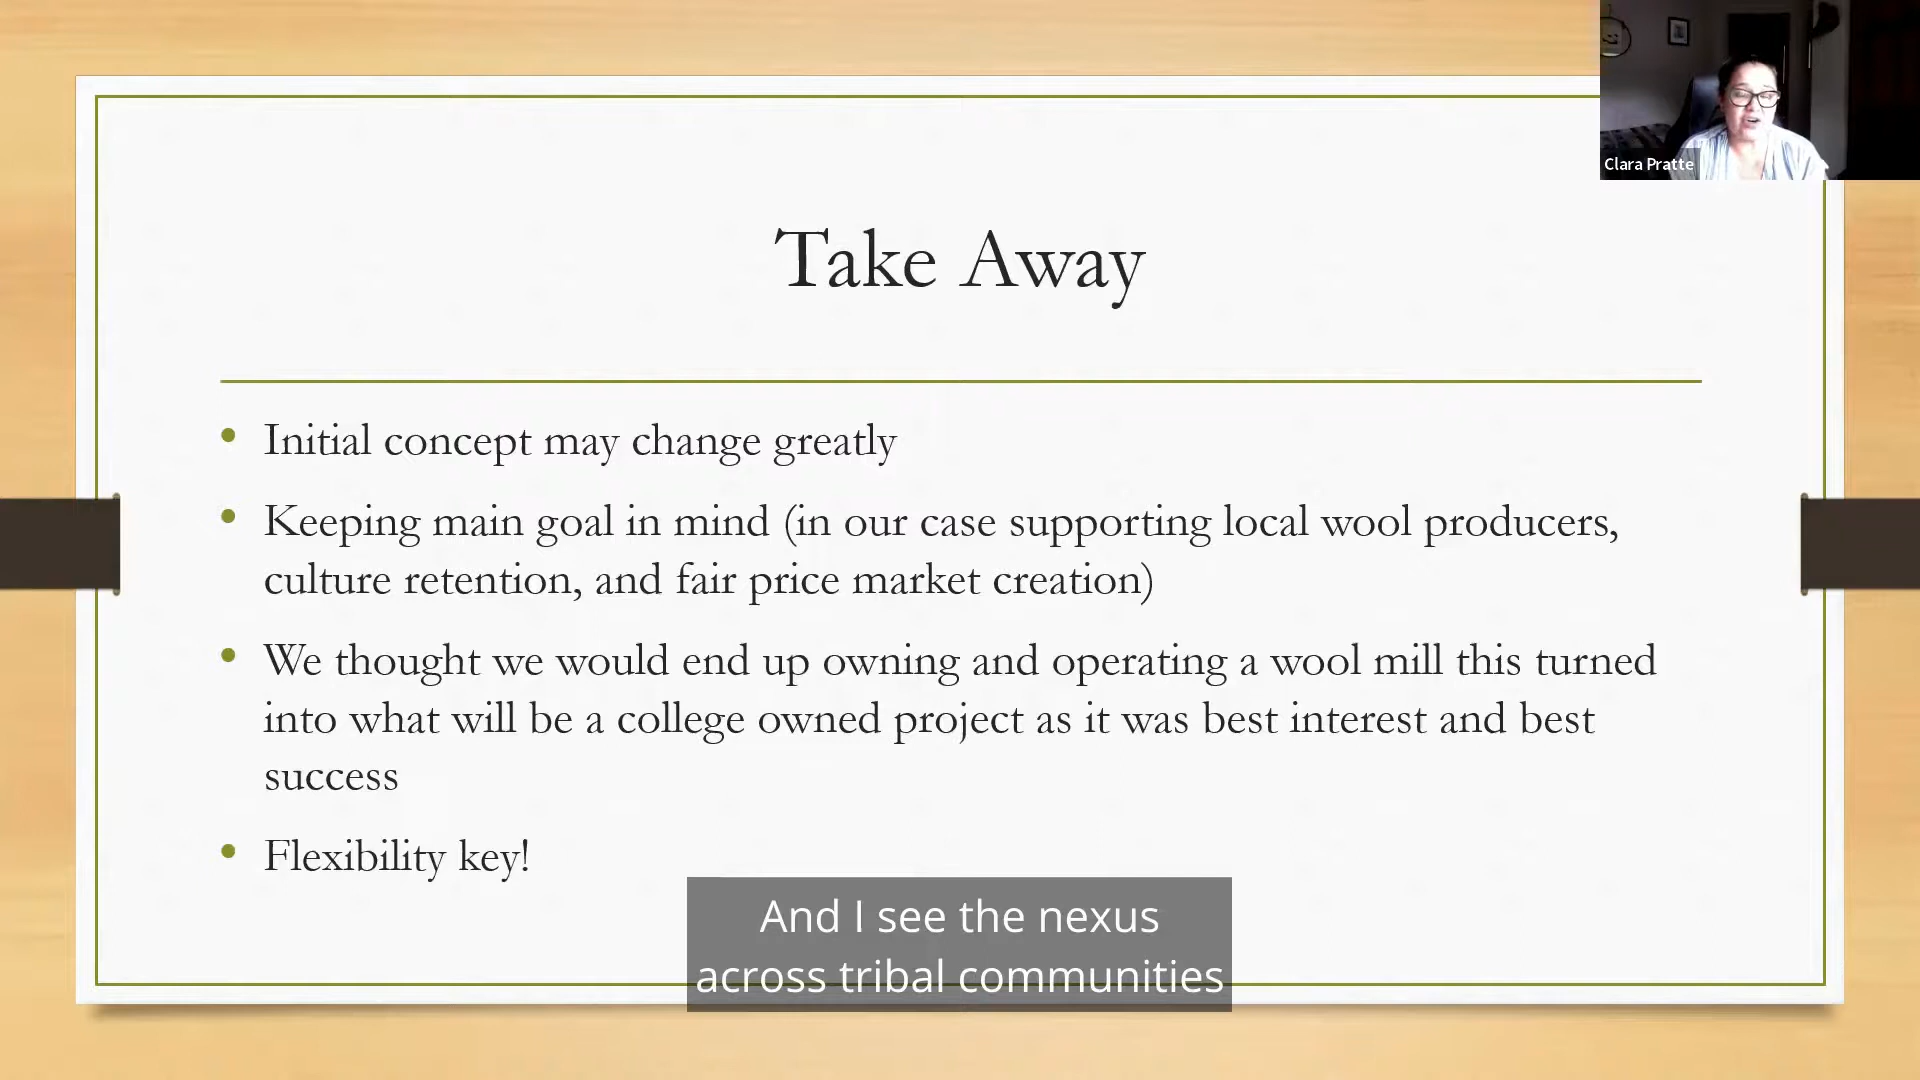 Clara Pratte
Take Away
• Initial concept may change greatly
• Keeping main goal in mind (in our case supporting local wool producers,
culture retention, and fair price market creation)
• We thought we would end up owning and operating a wool mill this turned
into what will be a college owned project as it was best interest and best
success
• Flexibility key!
And I see the nexus
across tribal communities